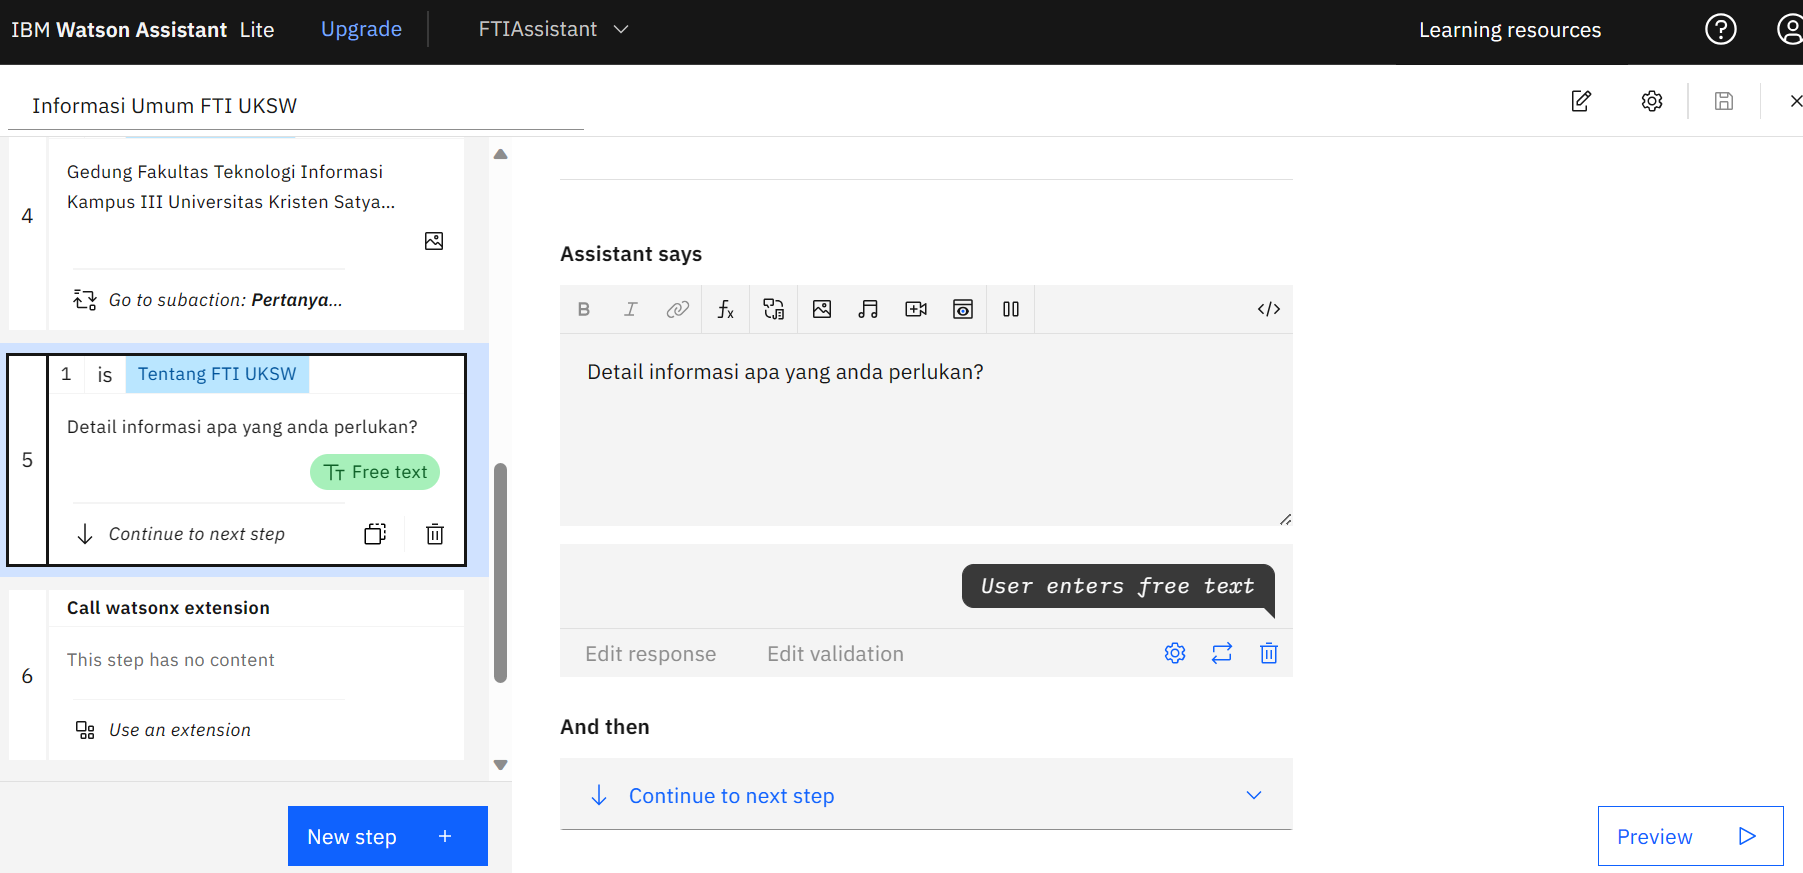 IBM Watson Assistant Lite
Upgrade
FTIAssistant
Learning resources
Informasi Umum FTI UKSW
4
Gedung Fakultas Teknologi Informasi
Kampus III Universitas Kristen Satya...
Go to subaction: Pertanya...
5
1 is Tentang FTI UKSW
Detail informasi apa yang anda perlukan?
Free text
Continue to next step
6
Call watsonx extension
This step has no content
Use an extension
New step +
Assistant says
B I fx </>
Detail informasi apa yang anda perlukan?
User enters free text
Edit response Edit validation
And then
Continue to next step
Preview